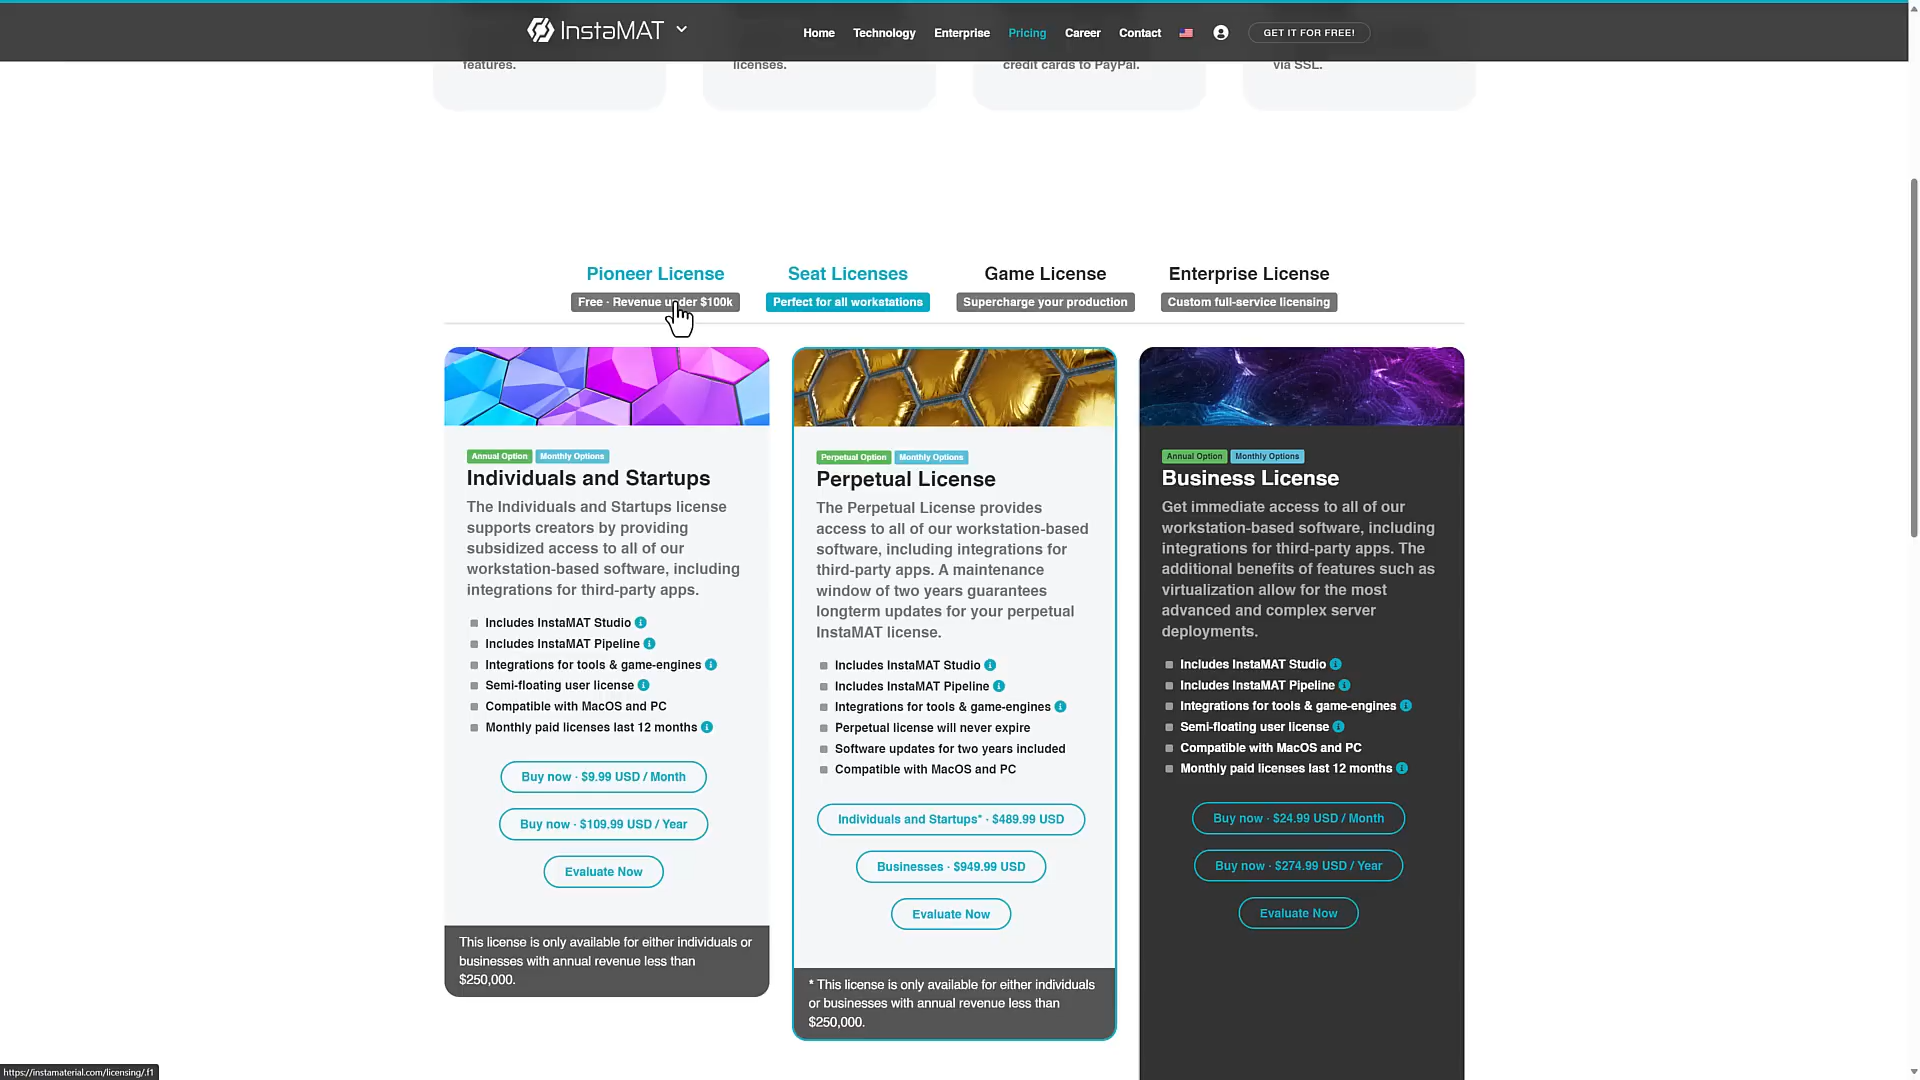 InstaMAT
Home
Technology
Enterprise
Pricing
Career
Contact
GET IT FOR FREE!
features.
licenses.
credit cards to PayPal.
via SSL.
Pioneer License
Free · Revenue under $100k
Seat Licenses
Perfect for all workstations
Game License
Supercharge your production
Enterprise License
Custom full-service licensing
Annual Option
Monthly Options
Individuals and Startups
The Individuals and Startups license
supports creators by providing
subsidized access to all of our
workstation-based software, including
integrations for third-party apps.
Includes InstaMAT Studio
Includes InstaMAT Pipeline
Integrations for tools & game-engines
Semi-floating user license
Compatible with MacOS and PC
Monthly paid licenses last 12 months
Buy now · $9.99 USD / Month
Buy now · $109.99 USD / Year
Evaluate Now
This license is only available for either individuals or
businesses with annual revenue less than
$250,000.
Perpetual Option
Monthly Options
Perpetual License
The Perpetual License provides
access to all of our workstation-based
software, including integrations for
third-party apps. A maintenance
window of two years guarantees
longterm updates for your perpetual
InstaMAT license.
Includes InstaMAT Studio
Includes InstaMAT Pipeline
Integrations for tools & game-engines
Perpetual license will never expire
Software updates for two years included
Compatible with MacOS and PC
Individuals and Startups* · $489.99 USD
Businesses · $949.99 USD
Evaluate Now
* This license is only available for either individuals
or businesses with annual revenue less than
$250,000.
Annual Option
Monthly Options
Business License
Get immediate access to all of our
workstation-based software, including
integrations for third-party apps. The
additional benefits of features such as
virtualization allow for the most
advanced and complex server
deployments.
Includes InstaMAT Studio
Includes InstaMAT Pipeline
Integrations for tools & game-engines
Semi-floating user license
Compatible with MacOS and PC
Monthly paid licenses last 12 months
Buy now · $24.99 USD / Month
Buy now · $274.99 USD / Year
Evaluate Now
https://instamaterial.com/licensing/.f1